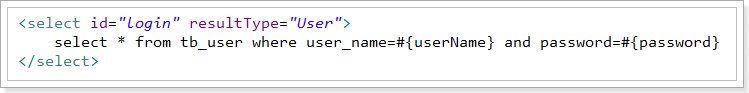 <select id="login" resultType="User">
    select * from tb_user where user_name=#{userName} and password=#{password}
</select>